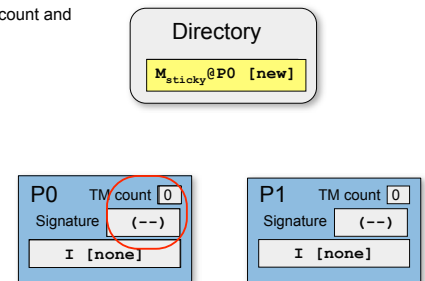 count and
Directory
Msticky@P0 [new]
P0 TM count 0
Signature (--)
I [none]
P1 TM count 0
Signature (--)
I [none]